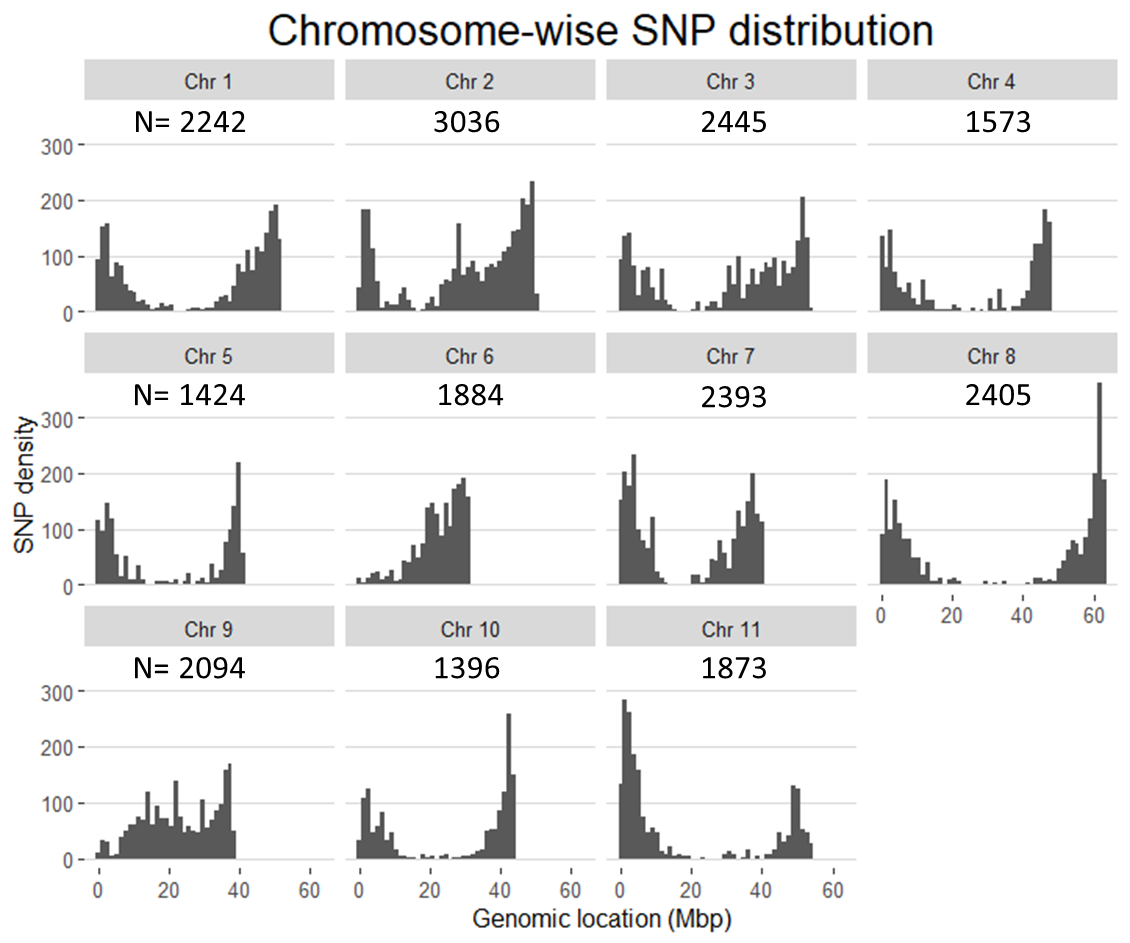 Chromosome-wise SNP distribution
Chr 1 Chr 2 Chr 3 Chr 4
N= 2242 3036 2445 1573
300
200
100
0
Chr 5 Chr 6 Chr 7 Chr 8
N= 1424 1884 2393 2405
300
200
100
0
0 20 40 60
SNP density
Chr 9 Chr 10 Chr 11
N= 2094 1396 1873
300
200
100
0
0 20 40 60 0 20 40 60 0 20 40 60
Genomic location (Mbp)